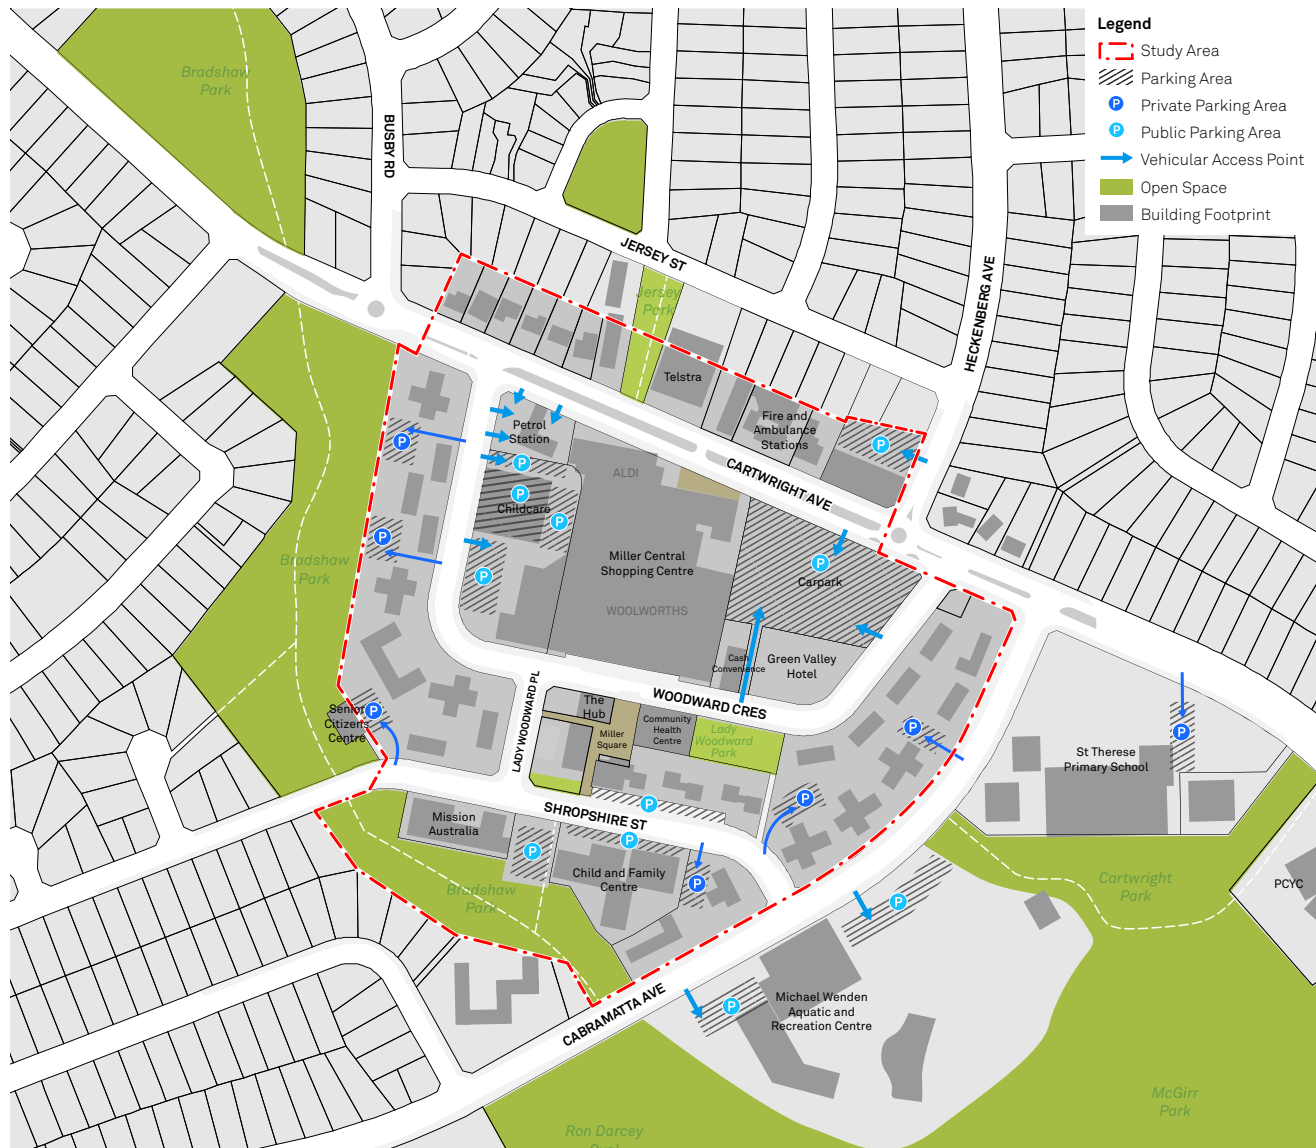 Legend
Study Area
Parking Area
P Private Parking Area
P Public Parking Area
Vehicular Access Point
Open Space
Building Footprint
Bradshaw
Park
BUSBY RD
JERSEY ST
Jersey
Park
HECKENBERG AVE
Telstra
Fire and
Ambulance
Stations
P
CARTWRIGHT AVE
Petrol
Station
P
P
P
Childcare
P
P
P
ALDI
Miller Central
Shopping Centre
WOOLWORTHS
P
Carpark
Cash
Convenience
Green Valley
Hotel
Bradshaw
Park
P
Senior
Citizens
Centre
LADY WOODWARD PL
WOODWARD CRES
The
Hub
Miller
Square
Community
Health
Centre
Lady
Woodward
Park
P
P
St Therese
Primary School
P
P
SHROPSHIRE ST
Mission
Australia
P
P
Child and Family
Centre
P
Bradshaw
Park
P
Cartwright
Park
PCYC
P
Michael Wenden
Aquatic and
Recreation Centre
CABRAMATTA AVE
McGirr
Park
Ron Darcey
Oval